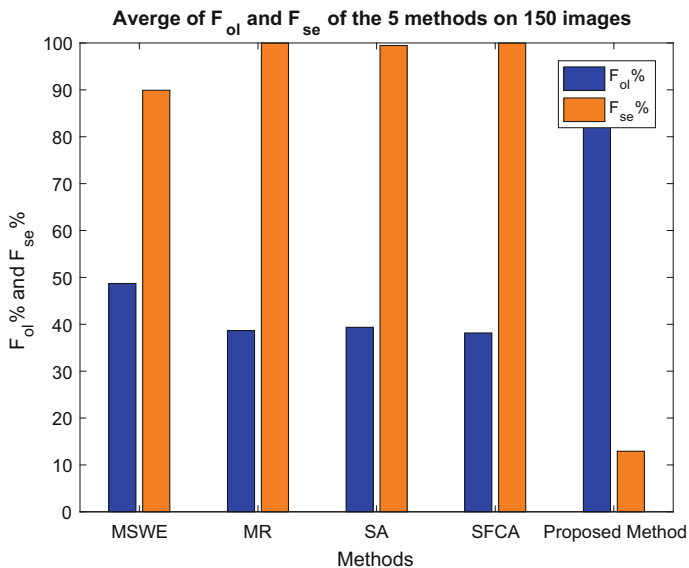 Averge of F_ol and F_se of the 5 methods on 150 images
F_ol%
F_se%
F_ol% and F_se%
100
90
80
70
60
50
40
30
20
10
0
MSWE MR SA SFCA Proposed Method
Methods